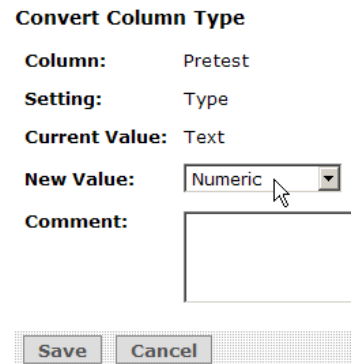 Convert Column Type
Column: Pretest
Setting: Type
Current Value: Text
New Value: Numeric
Comment:
Save Cancel